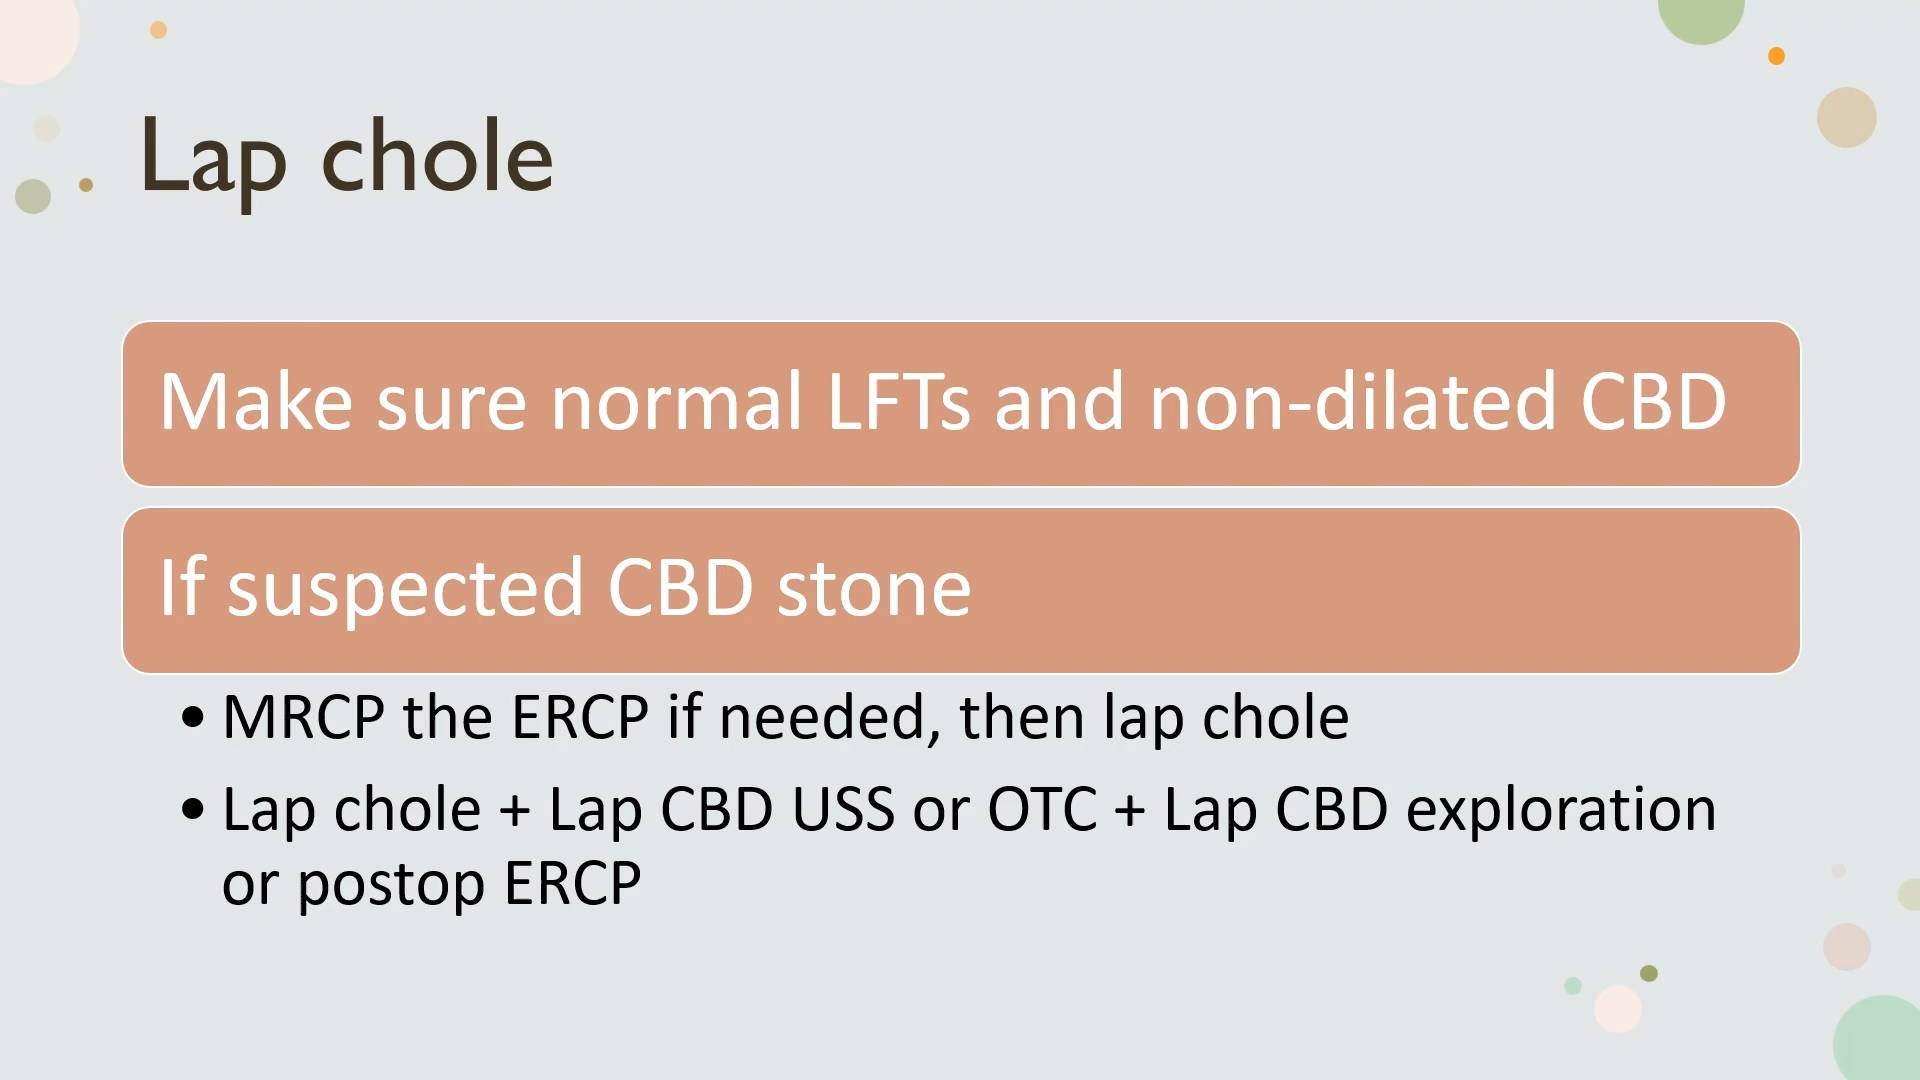 Lap chole
Make sure normal LFTs and non-dilated CBD
If suspected CBD stone
• MRCP the ERCP if needed, then lap chole
• Lap chole + Lap CBD USS or OTC + Lap CBD exploration
or postop ERCP